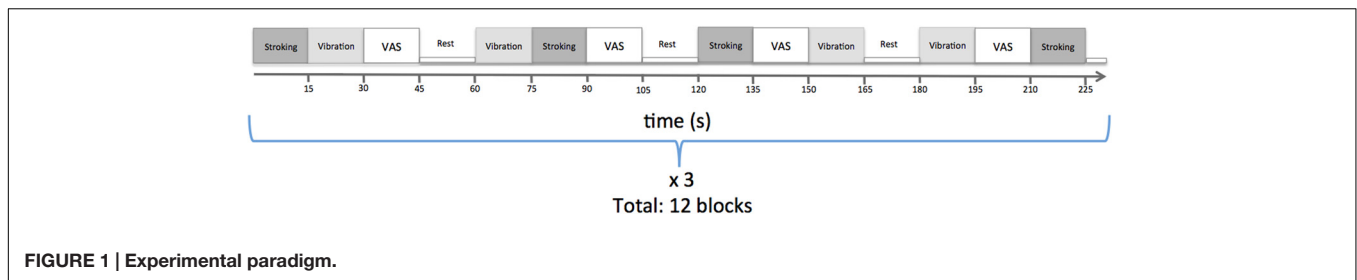 Stroking Vibration VAS Rest Vibration Stroking VAS Rest Stroking VAS Vibration Rest Vibration VAS Stroking
15 30 45 60 75 90 105 120 135 150 165 180 195 210 225
time (s)
x 3
Total: 12 blocks
FIGURE 1 | Experimental paradigm.